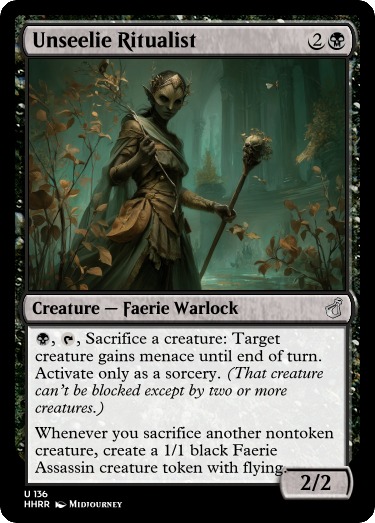 Unseelie Ritualist 2
Creature — Faerie Warlock
, , Sacrifice a creature: Target
creature gains menace until end of turn.
Activate only as a sorcery. (That creature
can't be blocked except by two or more
creatures.)
Whenever you sacrifice another nontoken
creature, create a 1/1 black Faerie
Assassin creature token with flying.
2/2
U 136
HHRR Midjourney